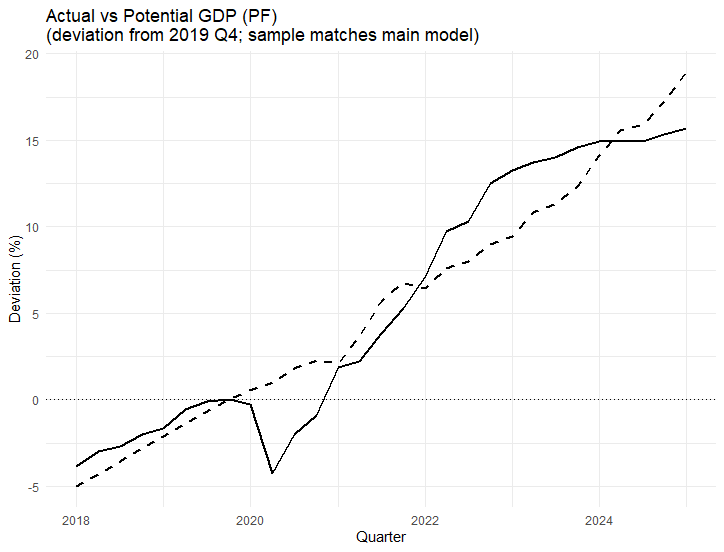 Actual vs Potential GDP (PF)
(deviation from 2019 Q4; sample matches main model)
20
15
10
5
0
-5
Deviation (%)
2018 2020 2022 2024
Quarter